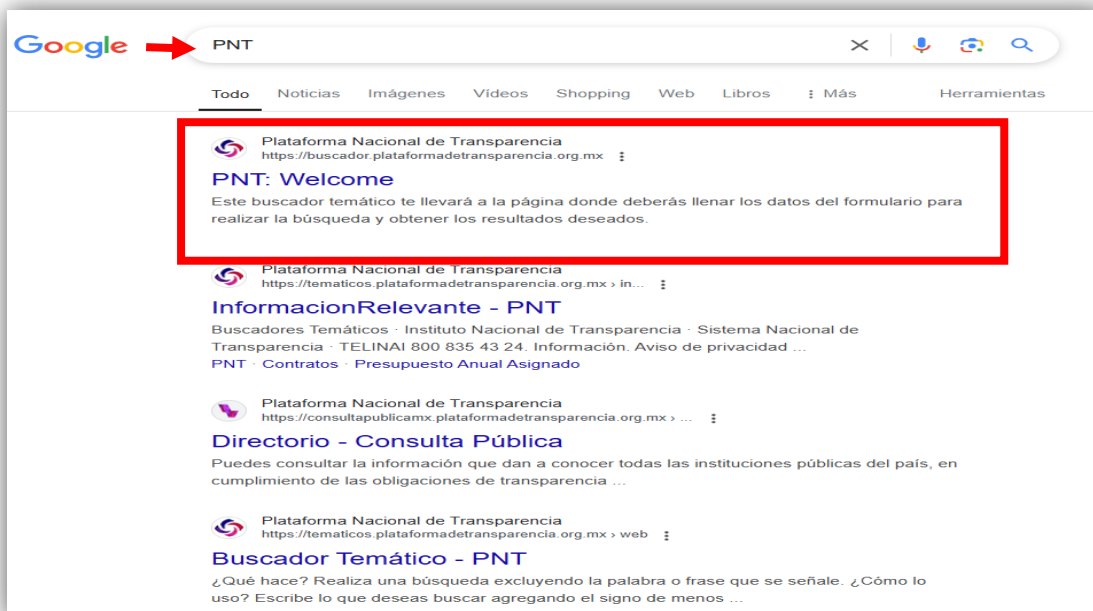 Google
PNT
Todo Noticias Imágenes Vídeos Shopping Web Libros Más Herramientas
Plataforma Nacional de Transparencia
https://buscador.plataformadetransparencia.org.mx
PNT: Welcome
Este buscador temático te llevará a la página donde deberás llenar los datos del formulario para
realizar la búsqueda y obtener los resultados deseados.
Plataforma Nacional de Transparencia
https://tematicos.plataformadetransparencia.org.mx › in...
InformacionRelevante - PNT
Buscadores Temáticos · Instituto Nacional de Transparencia · Sistema Nacional de
Transparencia · TELINAI 800 835 43 24. Información. Aviso de privacidad ...
PNT · Contratos · Presupuesto Anual Asignado
Plataforma Nacional de Transparencia
https://consultapublicamx.plataformadetransparencia.org.mx › ...
Directorio - Consulta Pública
Puedes consultar la información que dan a conocer todas las instituciones públicas del país, en
cumplimiento de las obligaciones de transparencia ...
Plataforma Nacional de Transparencia
https://tematicos.plataformadetransparencia.org.mx › web
Buscador Temático - PNT
¿Qué hace? Realiza una búsqueda excluyendo la palabra o frase que se señale. ¿Cómo lo
uso? Escribe lo que deseas buscar agregando el signo de menos ...